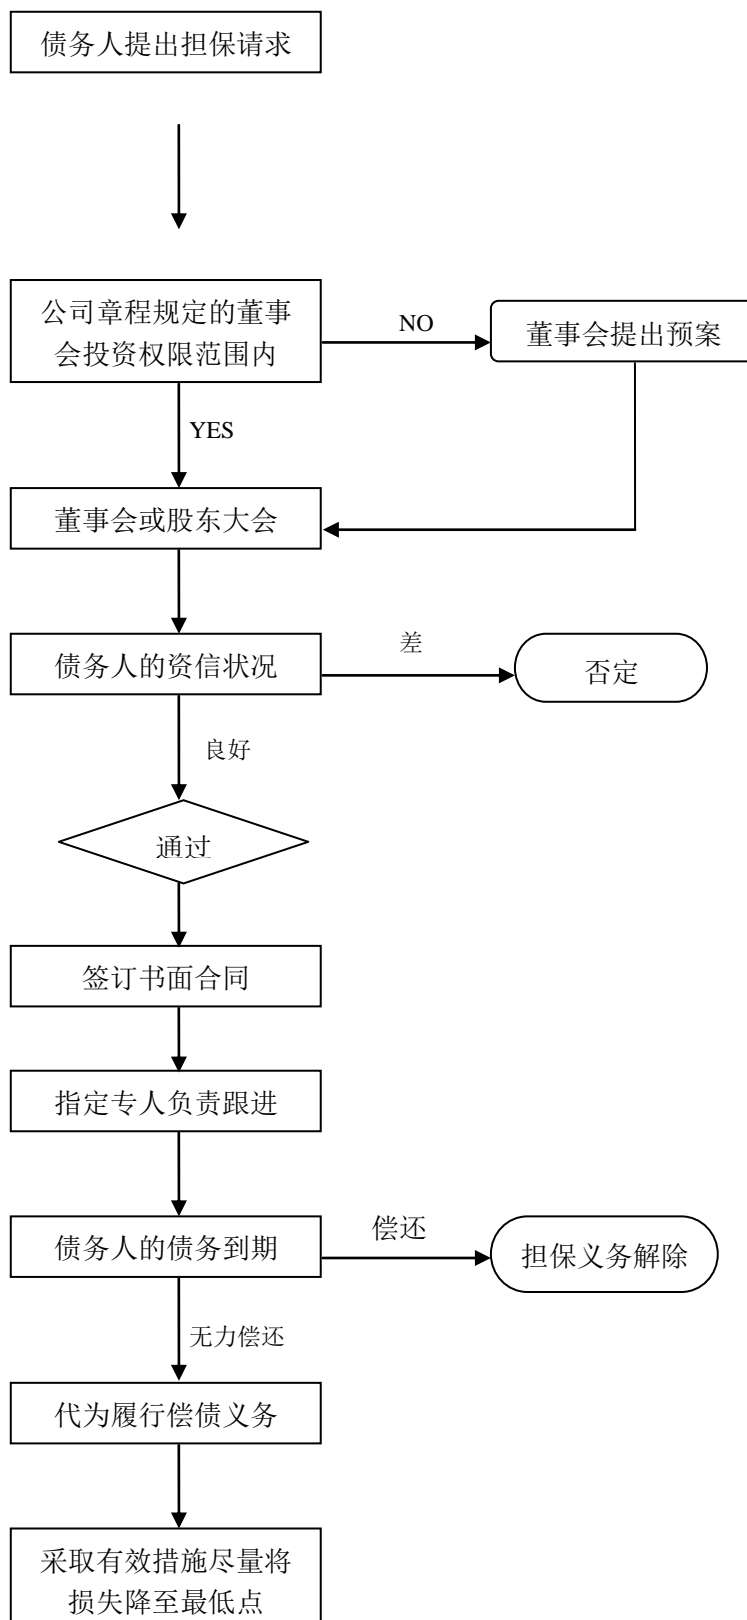 债务人提出担保请求
公司章程规定的董事
会投资权限范围内
NO
董事会提出预案
YES
董事会或股东大会
债务人的资信状况
差
否定
良好
通过
签订书面合同
指定专人负责跟进
债务人的债务到期
偿还
担保义务解除
无力偿还
代为履行偿债义务
采取有效措施尽量将
损失降至最低点